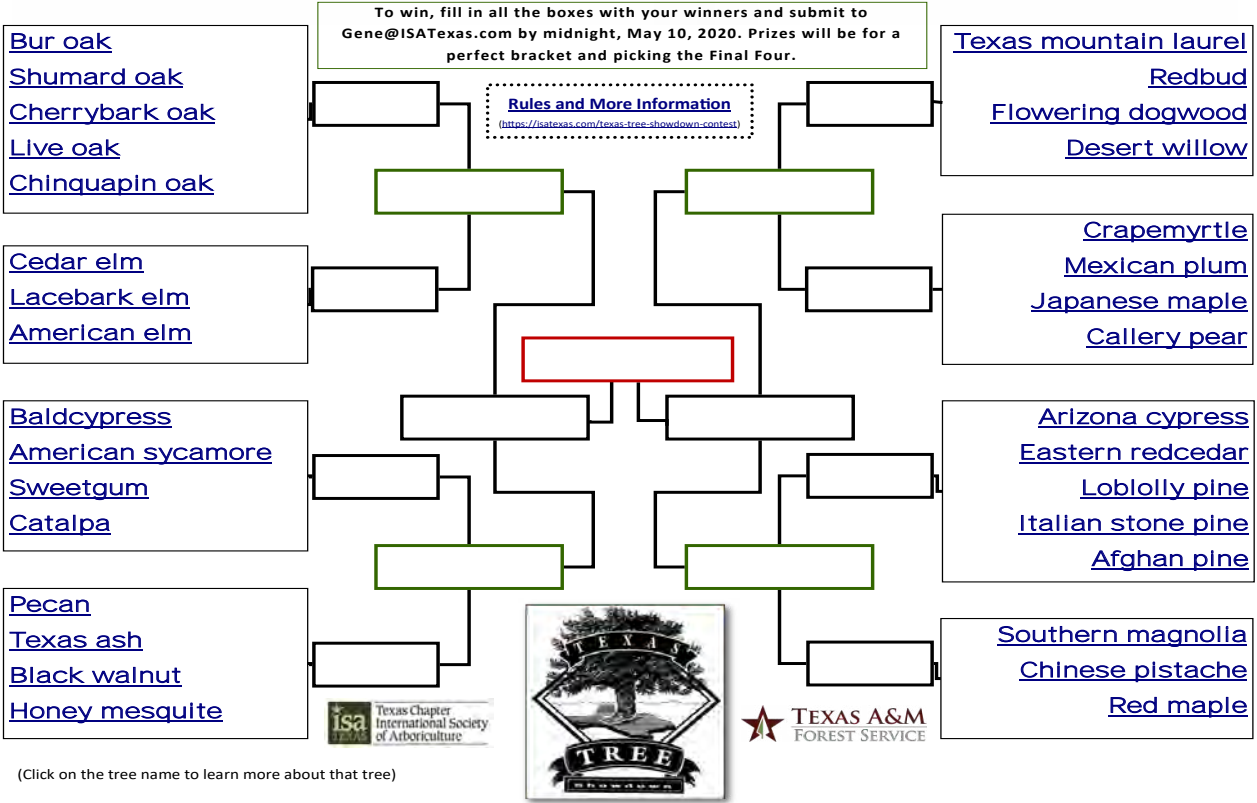 To win, fill in all the boxes with your winners and submit to
Gene@ISATexas.com by midnight, May 10, 2020. Prizes will be for a
perfect bracket and picking the Final Four.
Rules and More Information
(https://isatexas.com/texas-tree-showdown-contest)
Bur oak
Shumard oak
Cherrybark oak
Live oak
Chinquapin oak
Cedar elm
Lacebark elm
American elm
Baldcypress
American sycamore
Sweetgum
Catalpa
Pecan
Texas ash
Black walnut
Honey mesquite
Texas mountain laurel
Redbud
Flowering dogwood
Desert willow
Crapemyrtle
Mexican plum
Japanese maple
Callery pear
Arizona cypress
Eastern redcedar
Loblolly pine
Italian stone pine
Afghan pine
Southern magnolia
Chinese pistache
Red maple
isa
TEXAS
Texas Chapter
International Society
of Arboriculture
TEXAS
TREE
Showdown
TEXAS A&M
FOREST SERVICE
(Click on the tree name to learn more about that tree)